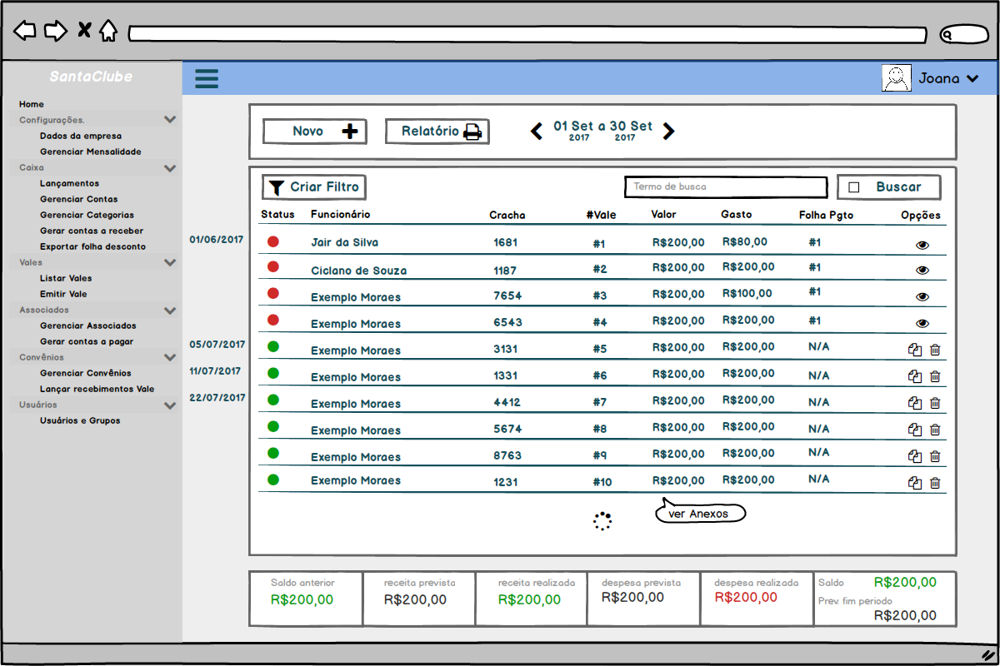 SantaClube
Joana
Home
Configurações.
Dados da empresa
Gerenciar Mensalidade
Caixa
Lançamentos
Gerenciar Contas
Gerenciar Categorias
Gerar contas a receber
Exportar folha desconto
Vales
Listar Vales
Emitir Vale
Associados
Gerenciar Associados
Gerar contas a pagar
Convênios
Gerenciar Convênios
Lançar recebimentos Vale
Usuários
Usuários e Grupos
Novo Relatório 01 Set a 30 Set
2017 2017
Criar Filtro Termo de busca Buscar
Status Funcionário Cracha #Vale Valor Gasto Folha Pgto Opções
01/06/2017 Jair da Silva 1681 #1 R$200,00 R$80,00 #1
Ciclano de Souza 1187 #2 R$200,00 R$200,00 #1
Exemplo Moraes 7654 #3 R$200,00 R$100,00 #1
Exemplo Moraes 6543 #4 R$200,00 R$200,00 #1
05/07/2017 Exemplo Moraes 3131 #5 R$200,00 R$200,00 N/A
11/07/2017 Exemplo Moraes 1331 #6 R$200,00 R$200,00 N/A
22/07/2017 Exemplo Moraes 4412 #7 R$200,00 R$200,00 N/A
Exemplo Moraes 5674 #8 R$200,00 R$200,00 N/A
Exemplo Moraes 8763 #9 R$200,00 R$200,00 N/A
Exemplo Moraes 1231 #10 R$200,00 R$200,00 N/A
ver Anexos
Saldo anterior receita prevista receita realizada despesa prevista despesa realizada Saldo R$200,00
R$200,00 R$200,00 R$200,00 R$200,00 R$200,00 Prev. fim periodo
R$200,00